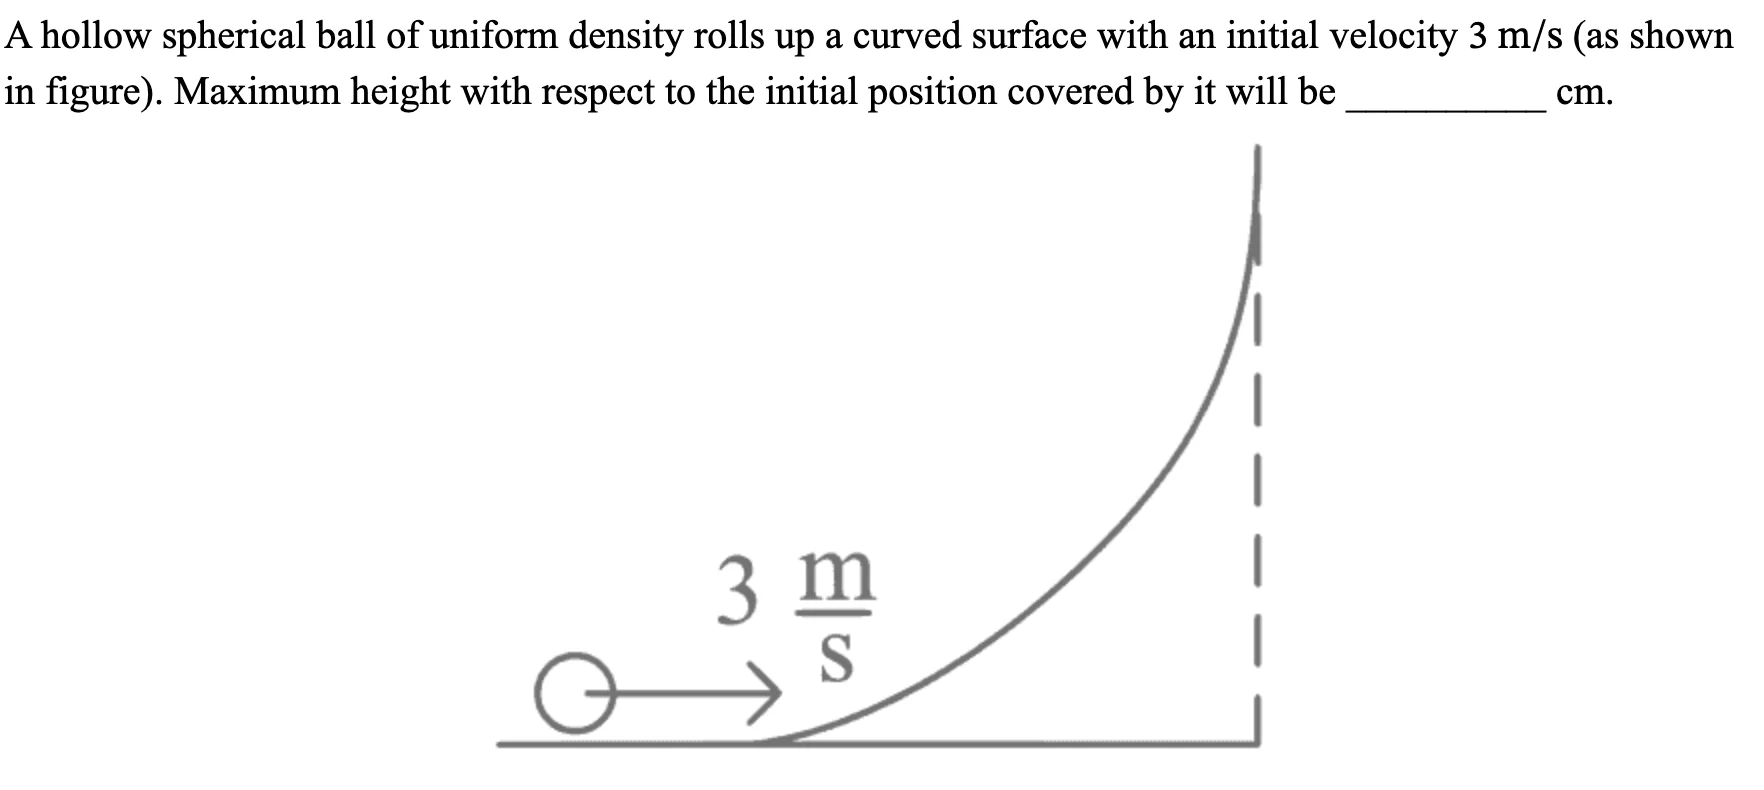 A hollow spherical ball of uniform density rolls up a curved surface with an initial velocity 3 m/s (as shown
in figure). Maximum height with respect to the initial position covered by it will be __________ cm.
3 m/s